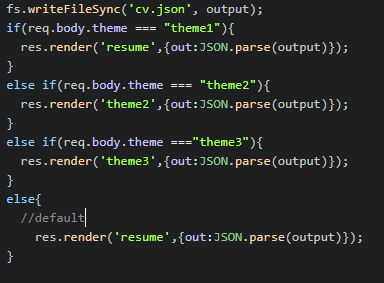 fs.writeFileSync('cv.json', output);
if(req.body.theme === "theme1"){
  res.render('resume',{out:JSON.parse(output)});
}
else if(req.body.theme === "theme2"){
  res.render('theme2',{out:JSON.parse(output)});
}
else if(req.body.theme ==="theme3"){
  res.render('theme3',{out:JSON.parse(output)});
}
else{
  //default
    res.render('resume',{out:JSON.parse(output)});
}